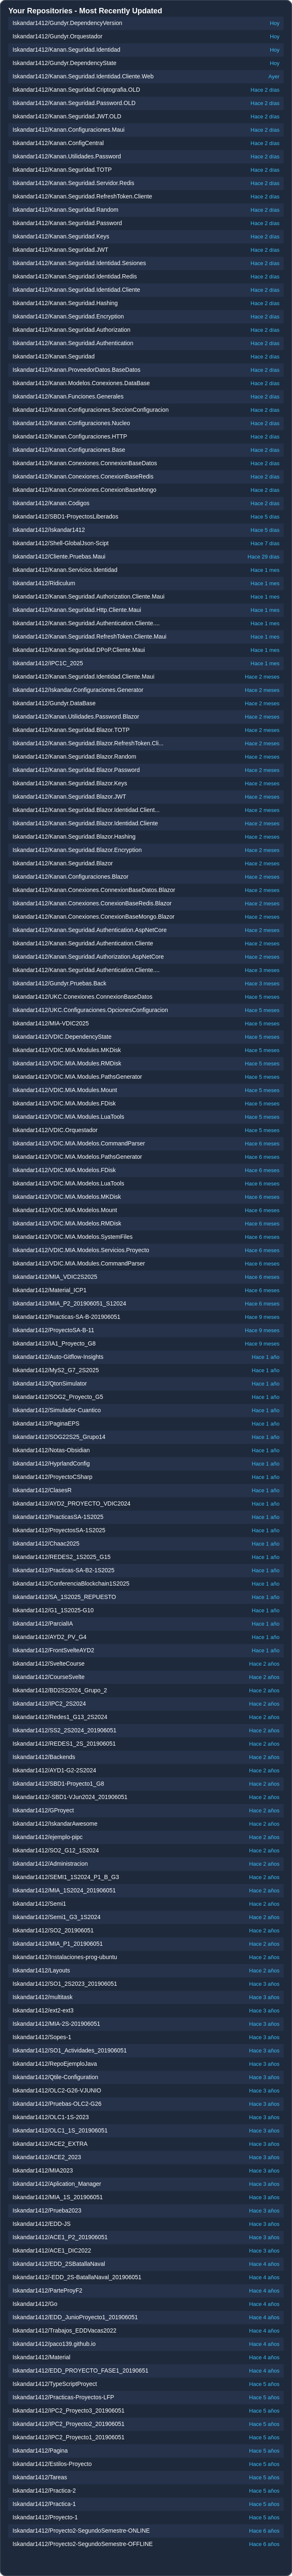 Your Repositories - Most Recently Updated
Iskandar1412/Gundyr.DependencyVersion Hoy
Iskandar1412/Gundyr.Orquestador Hoy
Iskandar1412/Kanan.Seguridad.Identidad Hoy
Iskandar1412/Gundyr.DependencyState Hoy
Iskandar1412/Kanan.Seguridad.Identidad.Cliente.Web Ayer
Iskandar1412/Kanan.Seguridad.Criptografia.OLD Hace 2 días
Iskandar1412/Kanan.Seguridad.Password.OLD Hace 2 días
Iskandar1412/Kanan.Seguridad.JWT.OLD Hace 2 días
Iskandar1412/Kanan.Configuraciones.Maui Hace 2 días
Iskandar1412/Kanan.ConfigCentral Hace 2 días
Iskandar1412/Kanan.Utilidades.Password Hace 2 días
Iskandar1412/Kanan.Seguridad.TOTP Hace 2 días
Iskandar1412/Kanan.Seguridad.Servidor.Redis Hace 2 días
Iskandar1412/Kanan.Seguridad.RefreshToken.Cliente Hace 2 días
Iskandar1412/Kanan.Seguridad.Random Hace 2 días
Iskandar1412/Kanan.Seguridad.Password Hace 2 días
Iskandar1412/Kanan.Seguridad.Keys Hace 2 días
Iskandar1412/Kanan.Seguridad.JWT Hace 2 días
Iskandar1412/Kanan.Seguridad.Identidad.Sesiones Hace 2 días
Iskandar1412/Kanan.Seguridad.Identidad.Redis Hace 2 días
Iskandar1412/Kanan.Seguridad.Identidad.Cliente Hace 2 días
Iskandar1412/Kanan.Seguridad.Hashing Hace 2 días
Iskandar1412/Kanan.Seguridad.Encryption Hace 2 días
Iskandar1412/Kanan.Seguridad.Authorization Hace 2 días
Iskandar1412/Kanan.Seguridad.Authentication Hace 2 días
Iskandar1412/Kanan.Seguridad Hace 2 días
Iskandar1412/Kanan.ProveedorDatos.BaseDatos Hace 2 días
Iskandar1412/Kanan.Modelos.Conexiones.DataBase Hace 2 días
Iskandar1412/Kanan.Funciones.Generales Hace 2 días
Iskandar1412/Kanan.Configuraciones.SeccionConfiguracion Hace 2 días
Iskandar1412/Kanan.Configuraciones.Nucleo Hace 2 días
Iskandar1412/Kanan.Configuraciones.HTTP Hace 2 días
Iskandar1412/Kanan.Configuraciones.Base Hace 2 días
Iskandar1412/Kanan.Conexiones.ConnexionBaseDatos Hace 2 días
Iskandar1412/Kanan.Conexiones.ConexionBaseRedis Hace 2 días
Iskandar1412/Kanan.Conexiones.ConexionBaseMongo Hace 2 días
Iskandar1412/Kanan.Codigos Hace 2 días
Iskandar1412/SBD1-ProyectosLiberados Hace 5 días
Iskandar1412/Iskandar1412 Hace 5 días
Iskandar1412/Shell-GlobalJson-Scipt Hace 7 días
Iskandar1412/Cliente.Pruebas.Maui Hace 29 días
Iskandar1412/Kanan.Servicios.Identidad Hace 1 mes
Iskandar1412/Ridiculum Hace 1 mes
Iskandar1412/Kanan.Seguridad.Authorization.Cliente.Maui Hace 1 mes
Iskandar1412/Kanan.Seguridad.Http.Cliente.Maui Hace 1 mes
Iskandar1412/Kanan.Seguridad.Authentication.Cliente.... Hace 1 mes
Iskandar1412/Kanan.Seguridad.RefreshToken.Cliente.Maui Hace 1 mes
Iskandar1412/Kanan.Seguridad.DPoP.Cliente.Maui Hace 1 mes
Iskandar1412/IPC1C_2025 Hace 1 mes
Iskandar1412/Kanan.Seguridad.Identidad.Cliente.Maui Hace 2 meses
Iskandar1412/Iskandar.Configuraciones.Generator Hace 2 meses
Iskandar1412/Gundyr.DataBase Hace 2 meses
Iskandar1412/Kanan.Utilidades.Password.Blazor Hace 2 meses
Iskandar1412/Kanan.Seguridad.Blazor.TOTP Hace 2 meses
Iskandar1412/Kanan.Seguridad.Blazor.RefreshToken.Cli... Hace 2 meses
Iskandar1412/Kanan.Seguridad.Blazor.Random Hace 2 meses
Iskandar1412/Kanan.Seguridad.Blazor.Password Hace 2 meses
Iskandar1412/Kanan.Seguridad.Blazor.Keys Hace 2 meses
Iskandar1412/Kanan.Seguridad.Blazor.JWT Hace 2 meses
Iskandar1412/Kanan.Seguridad.Blazor.Identidad.Client... Hace 2 meses
Iskandar1412/Kanan.Seguridad.Blazor.Identidad.Cliente Hace 2 meses
Iskandar1412/Kanan.Seguridad.Blazor.Hashing Hace 2 meses
Iskandar1412/Kanan.Seguridad.Blazor.Encryption Hace 2 meses
Iskandar1412/Kanan.Seguridad.Blazor Hace 2 meses
Iskandar1412/Kanan.Configuraciones.Blazor Hace 2 meses
Iskandar1412/Kanan.Conexiones.ConnexionBaseDatos.Blazor Hace 2 meses
Iskandar1412/Kanan.Conexiones.ConexionBaseRedis.Blazor Hace 2 meses
Iskandar1412/Kanan.Conexiones.ConexionBaseMongo.Blazor Hace 2 meses
Iskandar1412/Kanan.Seguridad.Authentication.AspNetCore Hace 2 meses
Iskandar1412/Kanan.Seguridad.Authentication.Cliente Hace 2 meses
Iskandar1412/Kanan.Seguridad.Authorization.AspNetCore Hace 2 meses
Iskandar1412/Kanan.Seguridad.Authentication.Cliente.... Hace 3 meses
Iskandar1412/Gundyr.Pruebas.Back Hace 3 meses
Iskandar1412/UKC.Conexiones.ConnexionBaseDatos Hace 5 meses
Iskandar1412/UKC.Configuraciones.OpcionesConfiguracion Hace 5 meses
Iskandar1412/MIA-VDIC2025 Hace 5 meses
Iskandar1412/VDIC.DependencyState Hace 5 meses
Iskandar1412/VDIC.MIA.Modules.MKDisk Hace 5 meses
Iskandar1412/VDIC.MIA.Modules.RMDisk Hace 5 meses
Iskandar1412/VDIC.MIA.Modules.PathsGenerator Hace 5 meses
Iskandar1412/VDIC.MIA.Modules.Mount Hace 5 meses
Iskandar1412/VDIC.MIA.Modules.FDisk Hace 5 meses
Iskandar1412/VDIC.MIA.Modules.LuaTools Hace 5 meses
Iskandar1412/VDIC.Orquestador Hace 5 meses
Iskandar1412/VDIC.MIA.Modelos.CommandParser Hace 6 meses
Iskandar1412/VDIC.MIA.Modelos.PathsGenerator Hace 6 meses
Iskandar1412/VDIC.MIA.Modelos.FDisk Hace 6 meses
Iskandar1412/VDIC.MIA.Modelos.LuaTools Hace 6 meses
Iskandar1412/VDIC.MIA.Modelos.MKDisk Hace 6 meses
Iskandar1412/VDIC.MIA.Modelos.Mount Hace 6 meses
Iskandar1412/VDIC.MIA.Modelos.RMDisk Hace 6 meses
Iskandar1412/VDIC.MIA.Modelos.SystemFiles Hace 6 meses
Iskandar1412/VDIC.MIA.Modelos.Servicios.Proyecto Hace 6 meses
Iskandar1412/VDIC.MIA.Modules.CommandParser Hace 6 meses
Iskandar1412/MIA_VDIC2S2025 Hace 6 meses
Iskandar1412/Material_ICP1 Hace 6 meses
Iskandar1412/MIA_P2_201906051_S12024 Hace 6 meses
Iskandar1412/Practicas-SA-B-201906051 Hace 9 meses
Iskandar1412/ProyectoSA-B-11 Hace 9 meses
Iskandar1412/IA1_Proyecto_G8 Hace 9 meses
Iskandar1412/Auto-Gitflow-Insights Hace 1 año
Iskandar1412/MyS2_G7_2S2025 Hace 1 año
Iskandar1412/QtonSimulator Hace 1 año
Iskandar1412/SOG2_Proyecto_G5 Hace 1 año
Iskandar1412/Simulador-Cuantico Hace 1 año
Iskandar1412/PaginaEPS Hace 1 año
Iskandar1412/SOG22S25_Grupo14 Hace 1 año
Iskandar1412/Notas-Obsidian Hace 1 año
Iskandar1412/HyprlandConfig Hace 1 año
Iskandar1412/ProyectoCSharp Hace 1 año
Iskandar1412/ClasesR Hace 1 año
Iskandar1412/AYD2_PROYECTO_VDIC2024 Hace 1 año
Iskandar1412/PracticasSA-1S2025 Hace 1 año
Iskandar1412/ProyectosSA-1S2025 Hace 1 año
Iskandar1412/Chaac2025 Hace 1 año
Iskandar1412/REDES2_1S2025_G15 Hace 1 año
Iskandar1412/Practicas-SA-B2-1S2025 Hace 1 año
Iskandar1412/ConferenciaBlockchain1S2025 Hace 1 año
Iskandar1412/SA_1S2025_REPUESTO Hace 1 año
Iskandar1412/G1_1S2025-G10 Hace 1 año
Iskandar1412/ParcialIA Hace 1 año
Iskandar1412/AYD2_PV_G4 Hace 1 año
Iskandar1412/FrontSvelteAYD2 Hace 1 año
Iskandar1412/SvelteCourse Hace 2 años
Iskandar1412/CourseSvelte Hace 2 años
Iskandar1412/BD2S22024_Grupo_2 Hace 2 años
Iskandar1412/IPC2_2S2024 Hace 2 años
Iskandar1412/Redes1_G13_2S2024 Hace 2 años
Iskandar1412/SS2_2S2024_201906051 Hace 2 años
Iskandar1412/REDES1_2S_201906051 Hace 2 años
Iskandar1412/Backends Hace 2 años
Iskandar1412/AYD1-G2-2S2024 Hace 2 años
Iskandar1412/SBD1-Proyecto1_G8 Hace 2 años
Iskandar1412/-SBD1-VJun2024_201906051 Hace 2 años
Iskandar1412/GProyect Hace 2 años
Iskandar1412/IskandarAwesome Hace 2 años
Iskandar1412/ejemplo-pipc Hace 2 años
Iskandar1412/SO2_G12_1S2024 Hace 2 años
Iskandar1412/Administracion Hace 2 años
Iskandar1412/SEMI1_1S2024_P1_B_G3 Hace 2 años
Iskandar1412/MIA_1S2024_201906051 Hace 2 años
Iskandar1412/Semi1 Hace 2 años
Iskandar1412/Semi1_G3_1S2024 Hace 2 años
Iskandar1412/SO2_201906051 Hace 2 años
Iskandar1412/MIA_P1_201906051 Hace 2 años
Iskandar1412/Instalaciones-prog-ubuntu Hace 2 años
Iskandar1412/Layouts Hace 2 años
Iskandar1412/SO1_2S2023_201906051 Hace 3 años
Iskandar1412/multitask Hace 3 años
Iskandar1412/ext2-ext3 Hace 3 años
Iskandar1412/MIA-2S-201906051 Hace 3 años
Iskandar1412/Sopes-1 Hace 3 años
Iskandar1412/SO1_Actividades_201906051 Hace 3 años
Iskandar1412/RepoEjemploJava Hace 3 años
Iskandar1412/Qtile-Configuration Hace 3 años
Iskandar1412/OLC2-G26-VJUNIO Hace 3 años
Iskandar1412/Pruebas-OLC2-G26 Hace 3 años
Iskandar1412/OLC1-1S-2023 Hace 3 años
Iskandar1412/OLC1_1S_201906051 Hace 3 años
Iskandar1412/ACE2_EXTRA Hace 3 años
Iskandar1412/ACE2_2023 Hace 3 años
Iskandar1412/MIA2023 Hace 3 años
Iskandar1412/Aplication_Manager Hace 3 años
Iskandar1412/MIA_1S_201906051 Hace 3 años
Iskandar1412/Prueba2023 Hace 3 años
Iskandar1412/EDD-JS Hace 3 años
Iskandar1412/ACE1_P2_201906051 Hace 3 años
Iskandar1412/ACE1_DIC2022 Hace 3 años
Iskandar1412/EDD_2SBatallaNaval Hace 4 años
Iskandar1412/-EDD_2S-BatallaNaval_201906051 Hace 4 años
Iskandar1412/ParteProyF2 Hace 4 años
Iskandar1412/Go Hace 4 años
Iskandar1412/EDD_JunioProyecto1_201906051 Hace 4 años
Iskandar1412/Trabajos_EDDVacas2022 Hace 4 años
Iskandar1412/paco139.github.io Hace 4 años
Iskandar1412/Material Hace 4 años
Iskandar1412/EDD_PROYECTO_FASE1_20190651 Hace 4 años
Iskandar1412/TypeScriptProyect Hace 5 años
Iskandar1412/Practicas-Proyectos-LFP Hace 5 años
Iskandar1412/IPC2_Proyecto3_201906051 Hace 5 años
Iskandar1412/IPC2_Proyecto2_201906051 Hace 5 años
Iskandar1412/IPC2_Proyecto1_201906051 Hace 5 años
Iskandar1412/Pagina Hace 5 años
Iskandar1412/Estilos-Proyecto Hace 5 años
Iskandar1412/Tareas Hace 5 años
Iskandar1412/Practica-2 Hace 5 años
Iskandar1412/Practica-1 Hace 5 años
Iskandar1412/Proyecto-1 Hace 5 años
Iskandar1412/Proyecto2-SegundoSemestre-ONLINE Hace 6 años
Iskandar1412/Proyecto2-SegundoSemestre-OFFLINE Hace 6 años